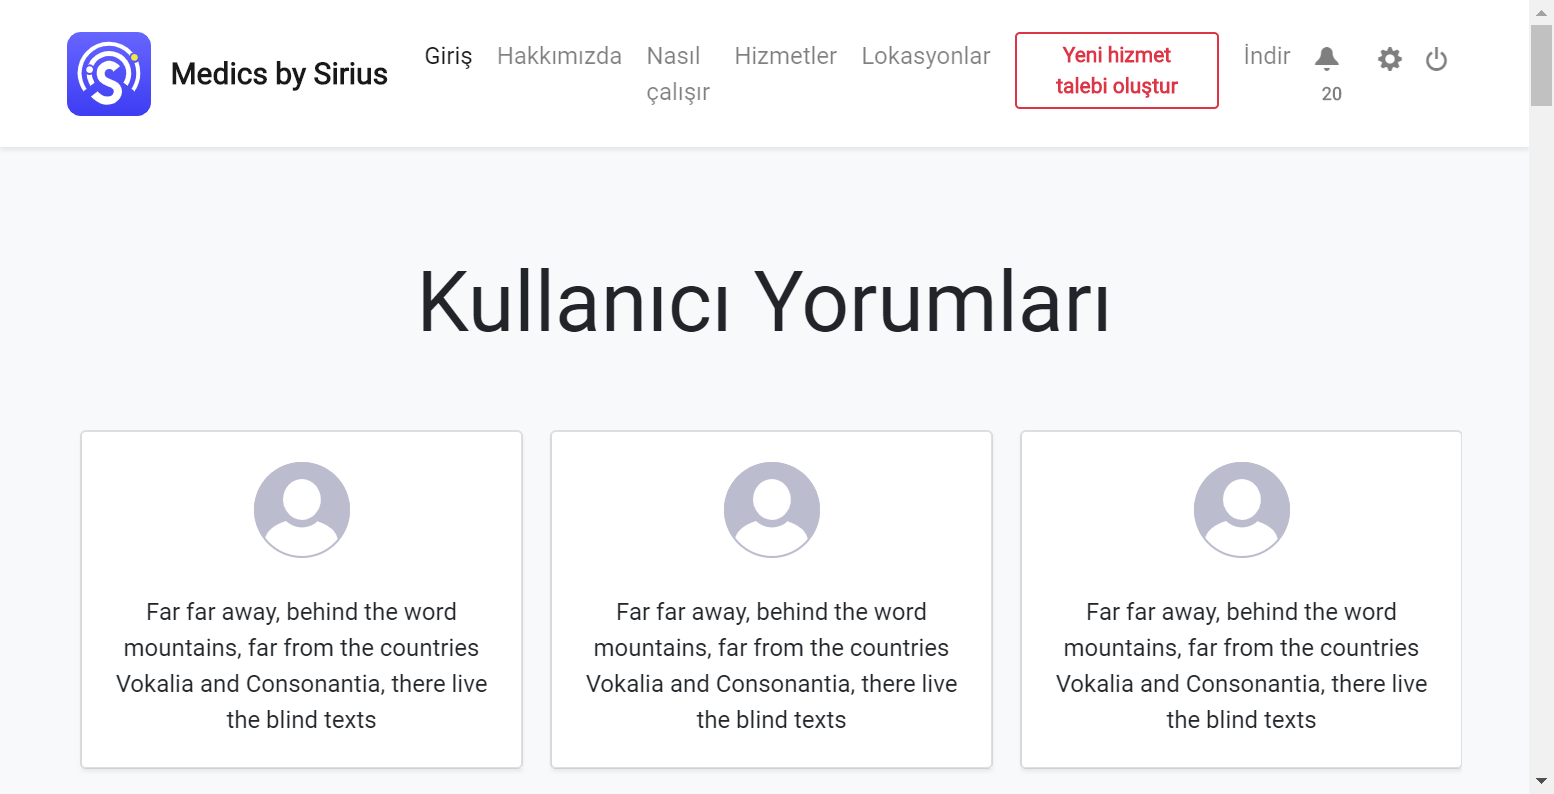 Medics by Sirius
Giriş
Hakkımızda
Nasıl
çalışır
Hizmetler
Lokasyonlar
Yeni hizmet
talebi oluştur
İndir
20
Kullanıcı Yorumları
Far far away, behind the word
mountains, far from the countries
Vokalia and Consonantia, there live
the blind texts
Far far away, behind the word
mountains, far from the countries
Vokalia and Consonantia, there live
the blind texts
Far far away, behind the word
mountains, far from the countries
Vokalia and Consonantia, there live
the blind texts